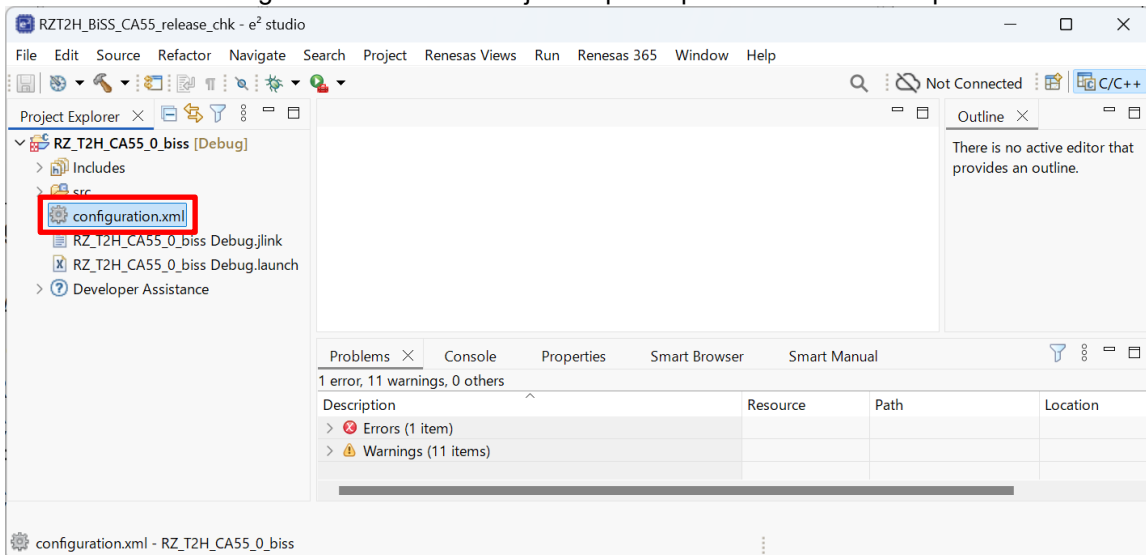 RZT2H_BiSS_CA55_release_chk - e² studio
File Edit Source Refactor Navigate Search Project Renesas Views Run Renesas 365 Window Help
Not Connected C/C++
Project Explorer
RZ_T2H_CA55_0_biss [Debug]
Includes
src
configuration.xml
RZ_T2H_CA55_0_biss Debug.jlink
RZ_T2H_CA55_0_biss Debug.launch
Developer Assistance
Outline
There is no active editor that
provides an outline.
Problems Console Properties Smart Browser Smart Manual
1 error, 11 warnings, 0 others
Description Resource Path Location
Errors (1 item)
Warnings (11 items)
configuration.xml - RZ_T2H_CA55_0_biss